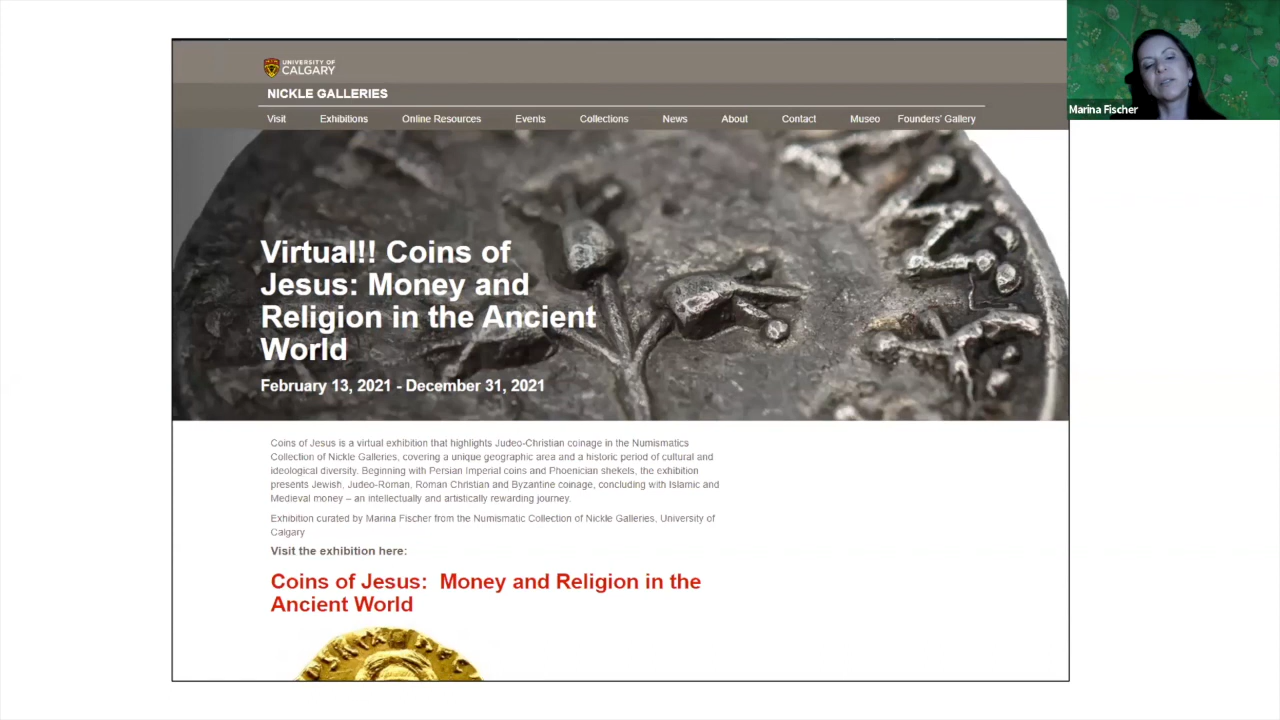 UNIVERSITY OF
CALGARY
NICKLE GALLERIES
Visit Exhibitions Online Resources Events Collections News About Contact Museo Founders' Gallery
Marina Fischer
Virtual!! Coins of
Jesus: Money and
Religion in the Ancient
World
February 13, 2021 - December 31, 2021
Coins of Jesus is a virtual exhibition that highlights Judeo-Christian coinage in the Numismatics
Collection of Nickle Galleries, covering a unique geographic area and a historic period of cultural and
ideological diversity. Beginning with Persian Imperial coins and Phoenician shekels, the exhibition
presents Jewish, Judeo-Roman, Roman Christian and Byzantine coinage, concluding with Islamic and
Medieval money – an intellectually and artistically rewarding journey.
Exhibition curated by Marina Fischer from the Numismatic Collection of Nickle Galleries, University of
Calgary
Visit the exhibition here:
Coins of Jesus: Money and Religion in the
Ancient World